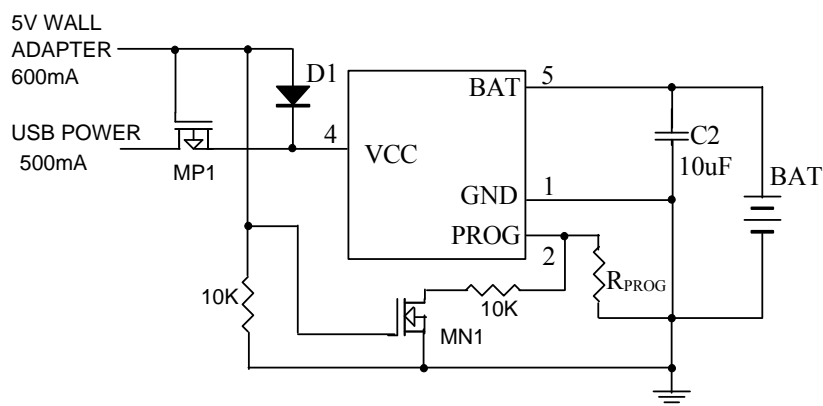 5V WALL
ADAPTER
600mA
D1
5
BAT
USB POWER
500mA
MP1
4
VCC
C2
10uF
BAT
GND
1
PROG
2
RPROG
10K
10K
MN1